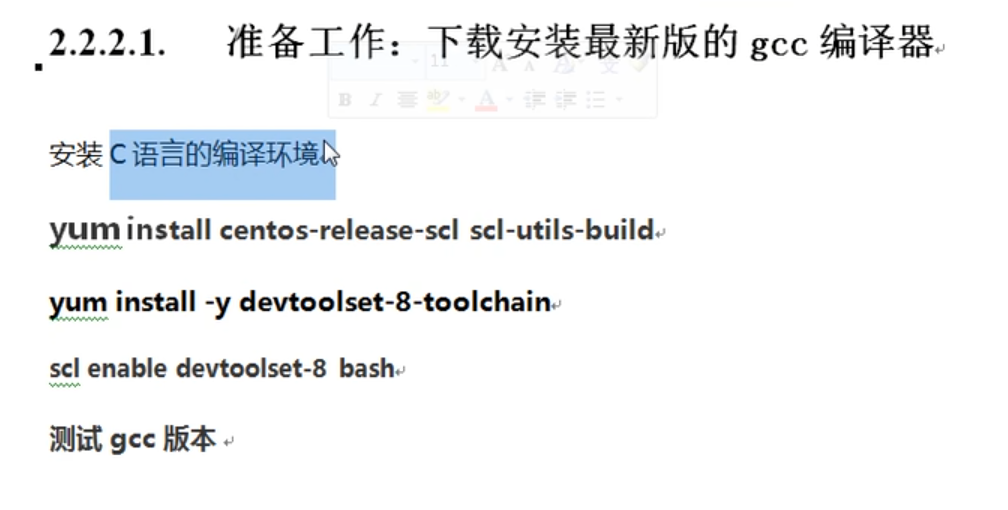 2.2.2.1. 准备工作：下载安装最新版的 gcc 编译器
11
安装 C 语言的编译环境
yum install centos-release-scl scl-utils-build
yum install -y devtoolset-8-toolchain
scl enable devtoolset-8 bash
测试 gcc 版本